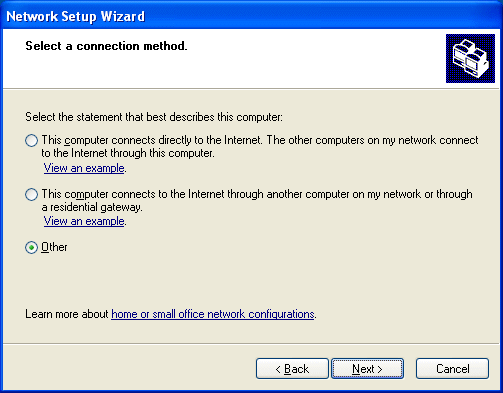 Network Setup Wizard
Select a connection method.
Select the statement that best describes this computer:
This computer connects directly to the Internet. The other computers on my network connect
to the Internet through this computer.
View an example.
This computer connects to the Internet through another computer on my network or through
a residential gateway.
View an example.
Other
Learn more about home or small office network configurations.
< Back
Next >
Cancel